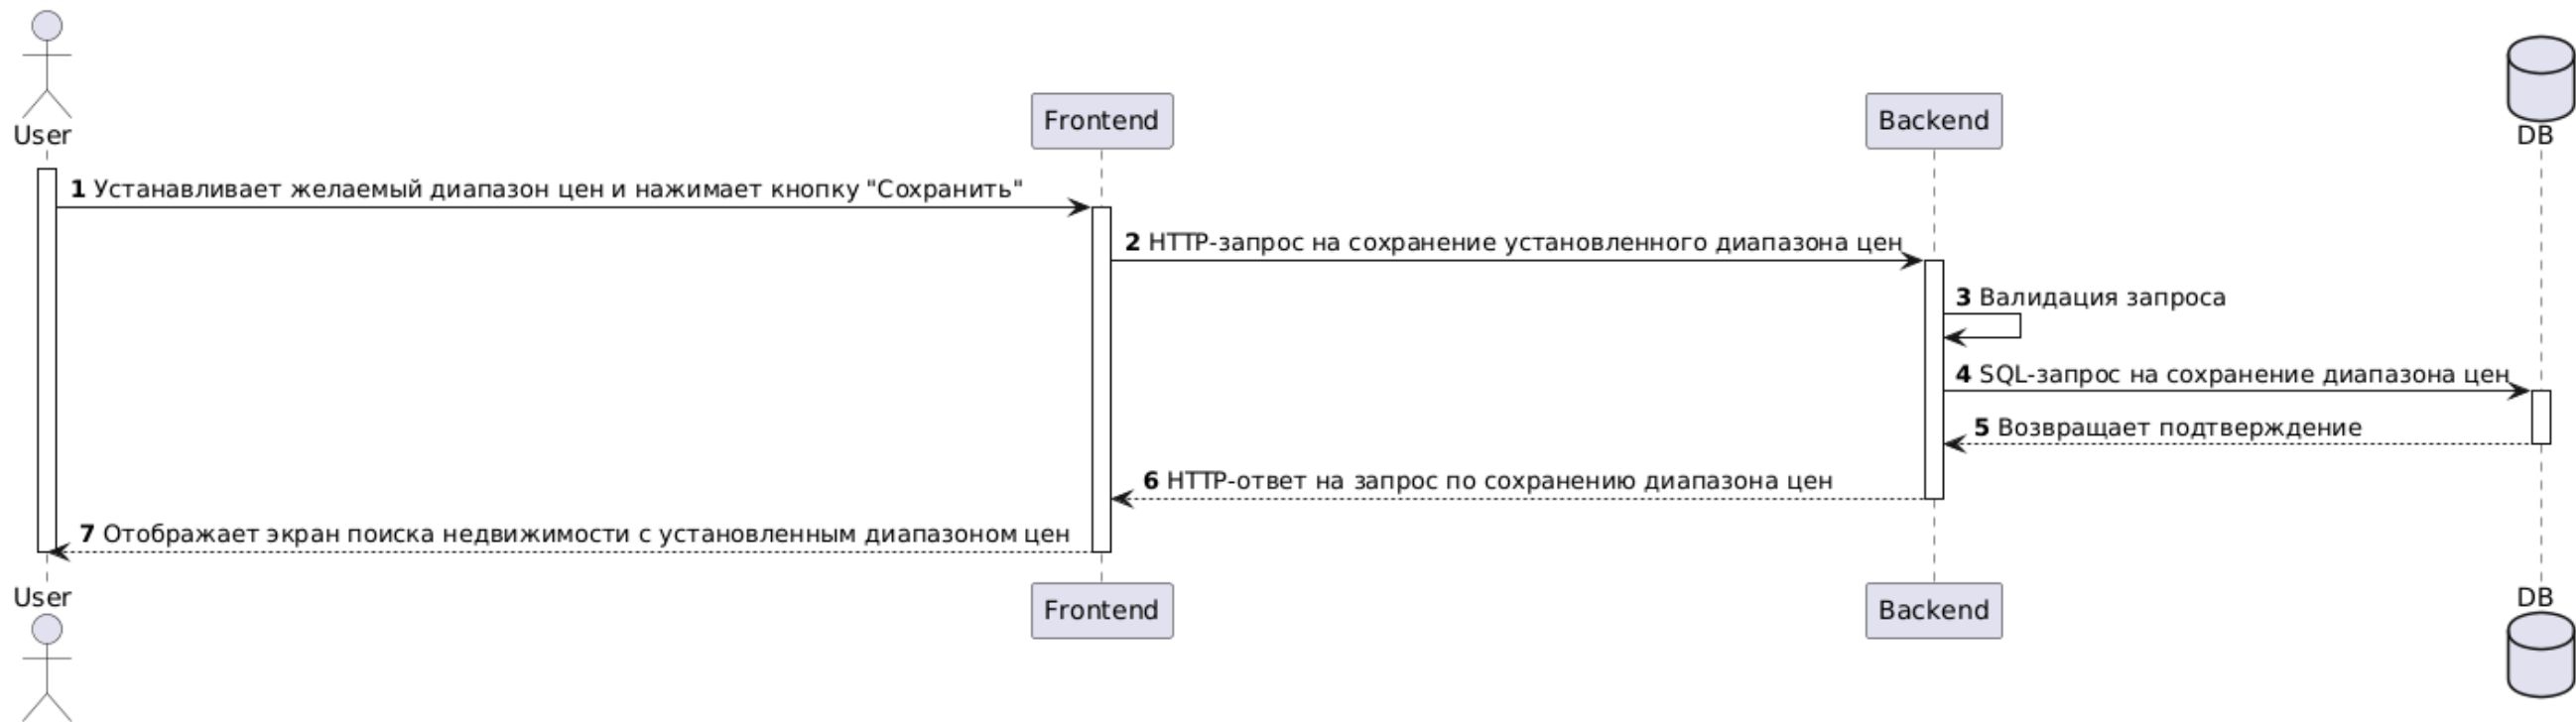 User
Frontend
Backend
DB
1 Устанавливает желаемый диапазон цен и нажимает кнопку "Сохранить"
2 HTTP-запрос на сохранение установленного диапазона цен
3 Валидация запроса
4 SQL-запрос на сохранение диапазона цен
5 Возвращает подтверждение
6 HTTP-ответ на запрос по сохранению диапазона цен
7 Отображает экран поиска недвижимости с установленным диапазоном цен
User
Frontend
Backend
DB